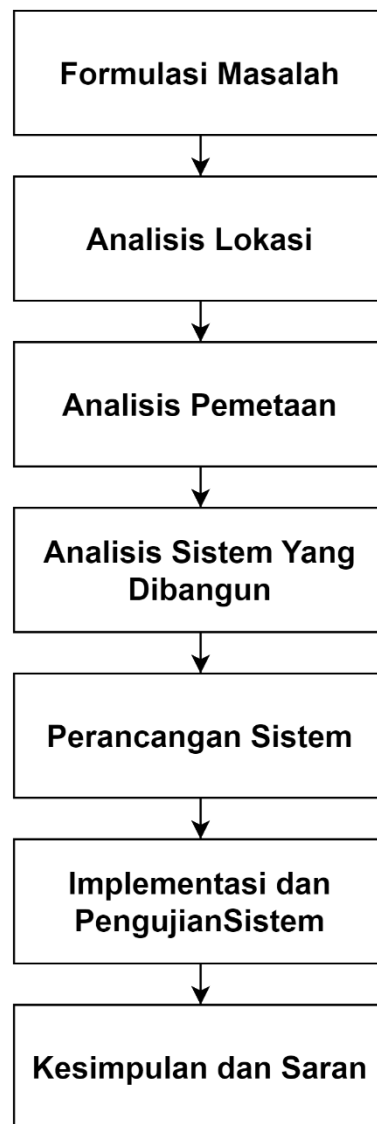 Formulasi Masalah
Analisis Lokasi
Analisis Pemetaan
Analisis Sistem Yang
Dibangun
Perancangan Sistem
Implementasi dan
PengujianSistem
Kesimpulan dan Saran